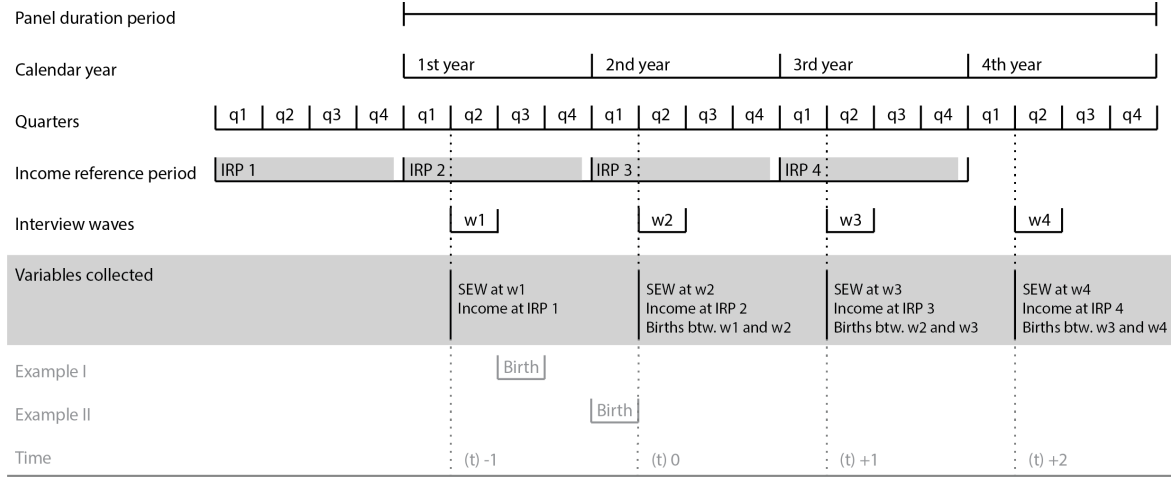 Panel duration period
Calendar year 1st year 2nd year 3rd year 4th year
Quarters q1 q2 q3 q4 q1 q2 q3 q4 q1 q2 q3 q4 q1 q2 q3 q4 q1 q2 q3 q4
Income reference period IRP 1 IRP 2 IRP 3 IRP 4
Interview waves w1 w2 w3 w4
Variables collected
SEW at w1 SEW at w2 SEW at w3 SEW at w4
Income at IRP 1 Income at IRP 2 Income at IRP 3 Income at IRP 4
Births btw. w1 and w2 Births btw. w2 and w3 Births btw. w3 and w4
Example I Birth
Example II Birth
Time (t) -1 (t) 0 (t) +1 (t) +2